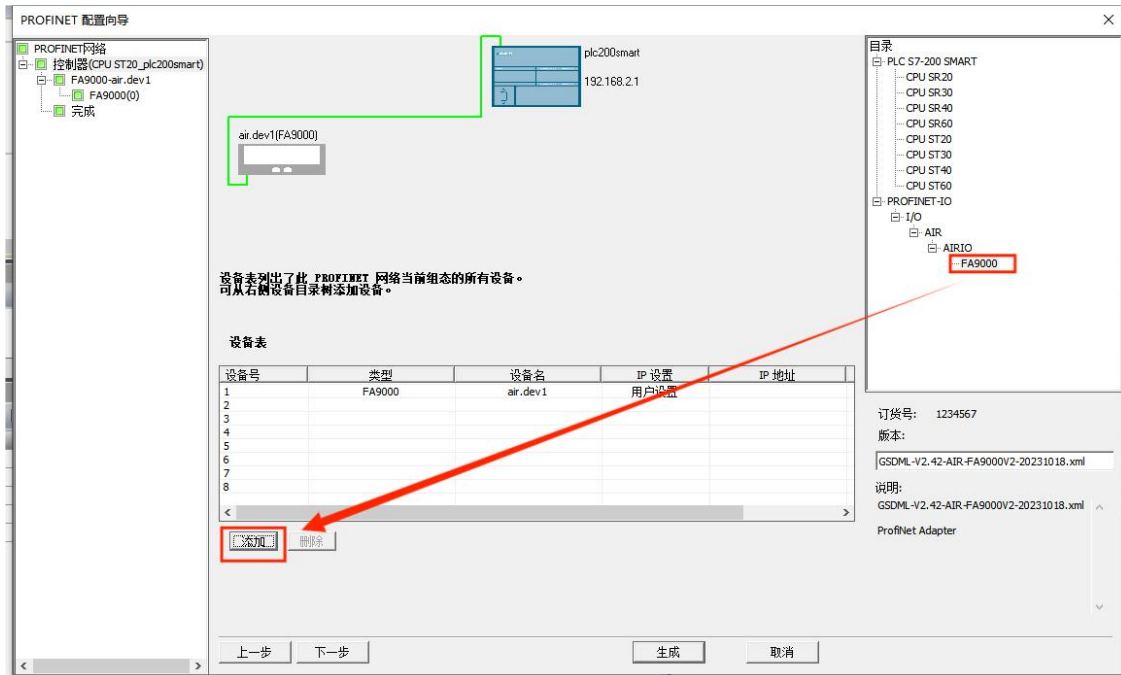 PROFINET 配置向导
PROFINET网络
控制器(CPU ST20_plc200smart)
FA9000-air.dev1
FA9000(0)
完成
plc200smart
192.168.2.1
air.dev1(FA9000)
设备表列出了此 PROFINET 网络当前组态的所有设备。
可从右侧设备目录树添加设备。
设备表
设备号 类型 设备名 IP 设置 IP 地址
1 FA9000 air.dev1 用户设置
2
3
4
5
6
7
8
添加 删除
上一步 下一步 生成 取消
目录
PLC S7-200 SMART
CPU SR20
CPU SR30
CPU SR40
CPU SR60
CPU ST20
CPU ST30
CPU ST40
CPU ST60
PROFINET-IO
I/O
AIR
AIRIO
FA9000
订货号: 1234567
版本:
GSDML-V2.42-AIR-FA9000V2-20231018.xml
说明:
GSDML-V2.42-AIR-FA9000V2-20231018.xml
ProfiNet Adapter